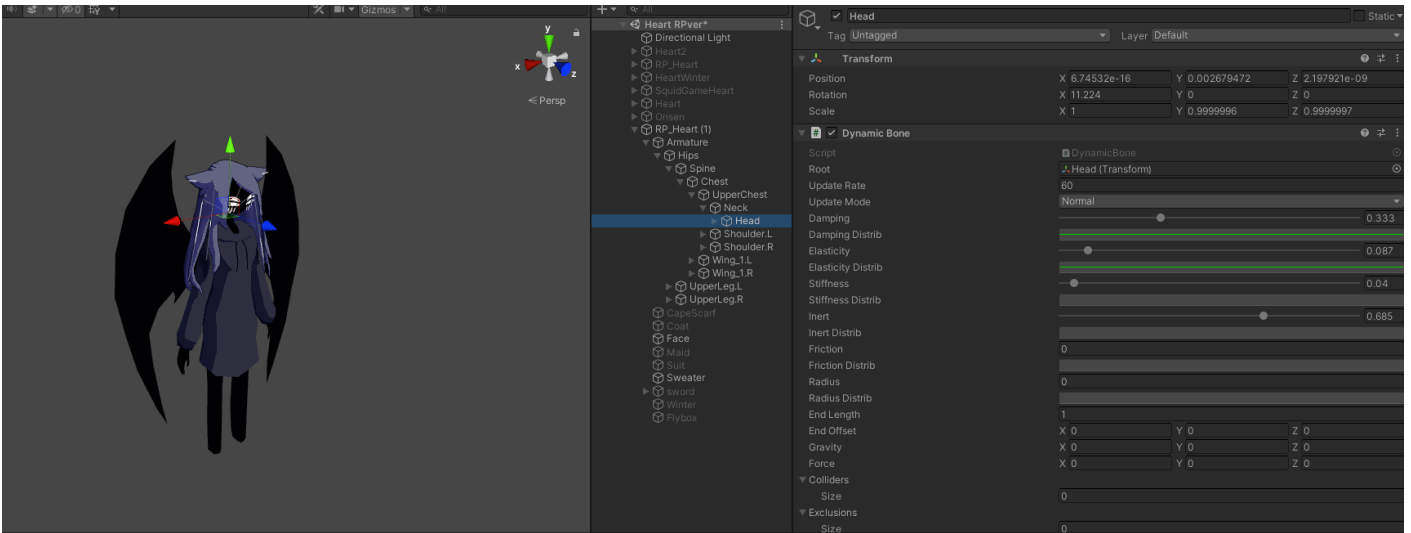 0
Gizmos
All
y
x
z
Persp
All
Heart RPver*
Directional Light
Heart2
RP_Heart
HeartWinter
SquidGameHeart
Heart
Onsen
RP_Heart (1)
Armature
Hips
Spine
Chest
UpperChest
Neck
Head
Shoulder.L
Shoulder.R
Wing_1.L
Wing_1.R
UpperLeg.L
UpperLeg.R
CapeScarf
Coat
Face
Maid
Suit
Sweater
sword
Winter
Flybox
Head Static
Tag Untagged Layer Default
Transform
Position X 6.74532e-16 Y 0.002679472 Z 2.197921e-09
Rotation X 11.224 Y 0 Z 0
Scale X 1 Y 0.9999996 Z 0.9999997
# Dynamic Bone
Script DynamicBone
Root Head (Transform)
Update Rate 60
Update Mode Normal
Damping 0.333
Damping Distrib
Elasticity 0.087
Elasticity Distrib
Stiffness 0.04
Stiffness Distrib
Inert 0.685
Inert Distrib
Friction 0
Friction Distrib
Radius 0
Radius Distrib
End Length 1
End Offset X 0 Y 0 Z 0
Gravity X 0 Y 0 Z 0
Force X 0 Y 0 Z 0
Colliders
Size 0
Exclusions
Size 0